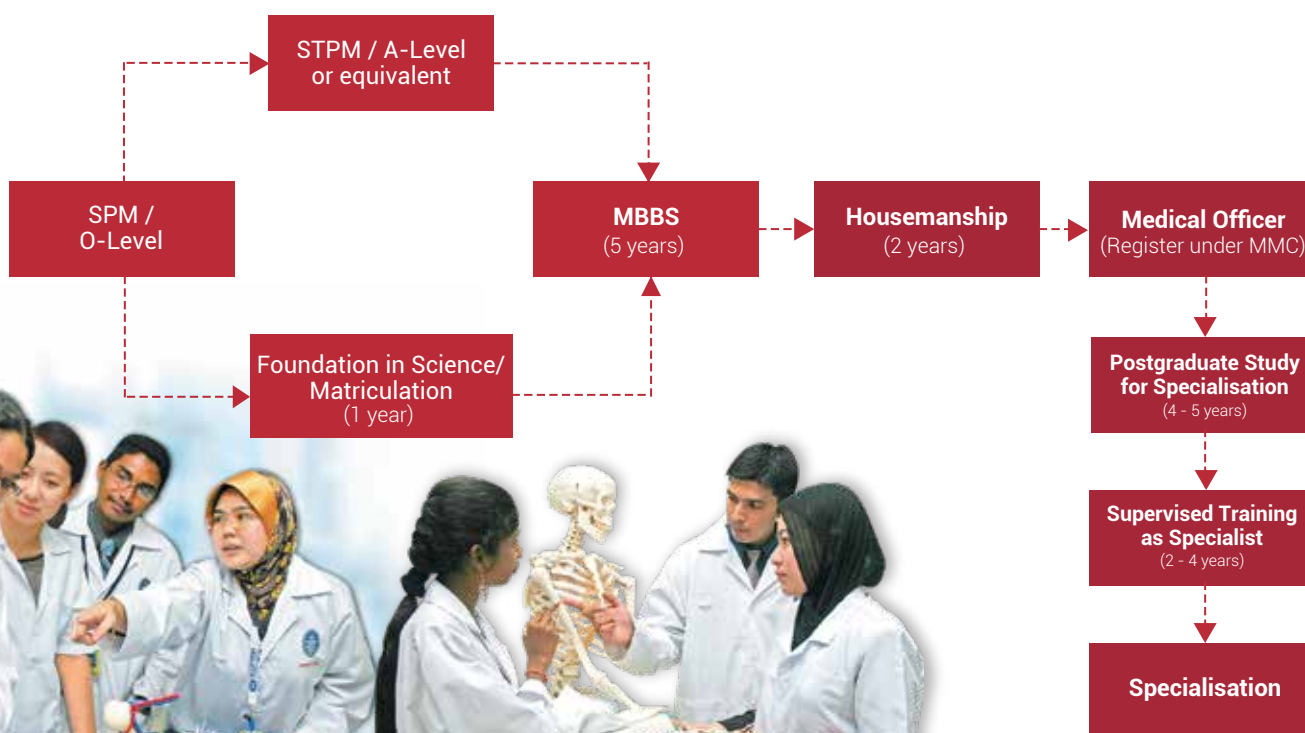 STPM / A-Level
or equivalent
SPM /
O-Level
MBBS
(5 years)
Housemanship
(2 years)
Medical Officer
(Register under MMC)
Foundation in Science/
Matriculation
(1 year)
Postgraduate Study
for Specialisation
(4 - 5 years)
Supervised Training
as Specialist
(2 - 4 years)
Specialisation